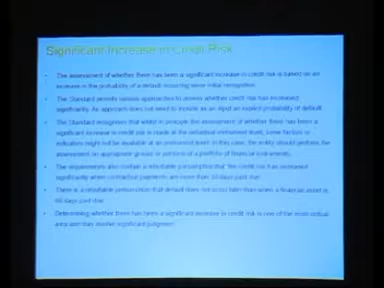 Significant Increase in Credit Risk
• The assessment of whether there has been a significant increase in credit risk is based on an
increase in the probability of a default occurring since initial recognition.
• The Standard permits various approaches to assess whether credit risk has increased
significantly. An approach does not need to include as an input an explicit probability of default.
• The Standard recognises that whilst in principle the assessment of whether there has been a
significant increase in credit risk is made at the individual instrument level, some factors or
indicators might not be available at an instrument level. In this case, the entity should perform the
assessment on appropriate groups or portions of a portfolio of financial instruments.
• The requirements also contain a rebuttable presumption that the credit risk has increased
significantly when contractual payments are more than 30 days past due.
• There is a rebuttable presumption that default does not occur later than when a financial asset is
90 days past due.
• Determining whether there has been a significant increase in credit risk is one of the most critical
area and may involve significant judgment.